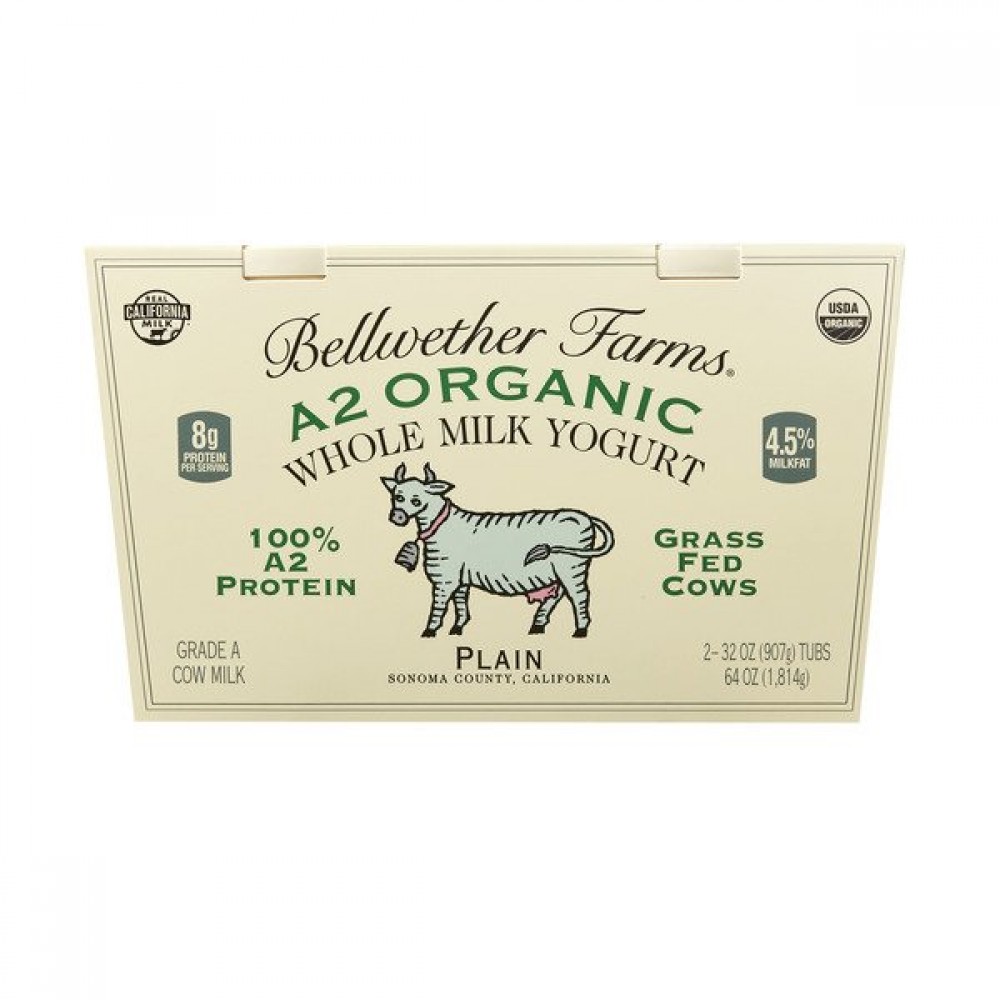 REAL
CALIFORNIA
MILK
USDA
ORGANIC
Bellwether Farms®
A2 ORGANIC
WHOLE MILK YOGURT
8g
PROTEIN
PER SERVING
4.5%
MILKFAT
100%
A2
PROTEIN
GRASS
FED
COWS
PLAIN
SONOMA COUNTY, CALIFORNIA
GRADE A
COW MILK
2-32 OZ (907g) TUBS
64 OZ (1,814g)